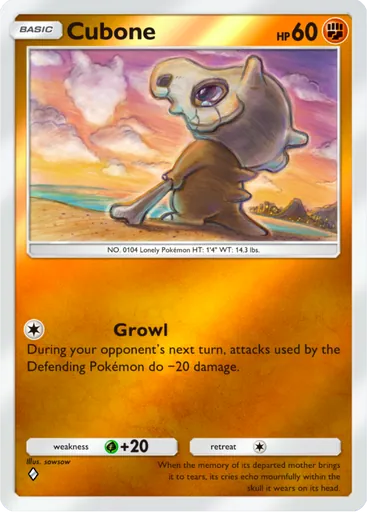 BASIC Cubone HP 60
NO. 0104 Lonely Pokémon HT: 1'4" WT: 14.3 lbs.
Growl
During your opponent's next turn, attacks used by the
Defending Pokémon do −20 damage.
weakness +20 retreat
Illus. sowsow
When the memory of its departed mother brings
it to tears, its cries echo mournfully within the
skull it wears on its head.